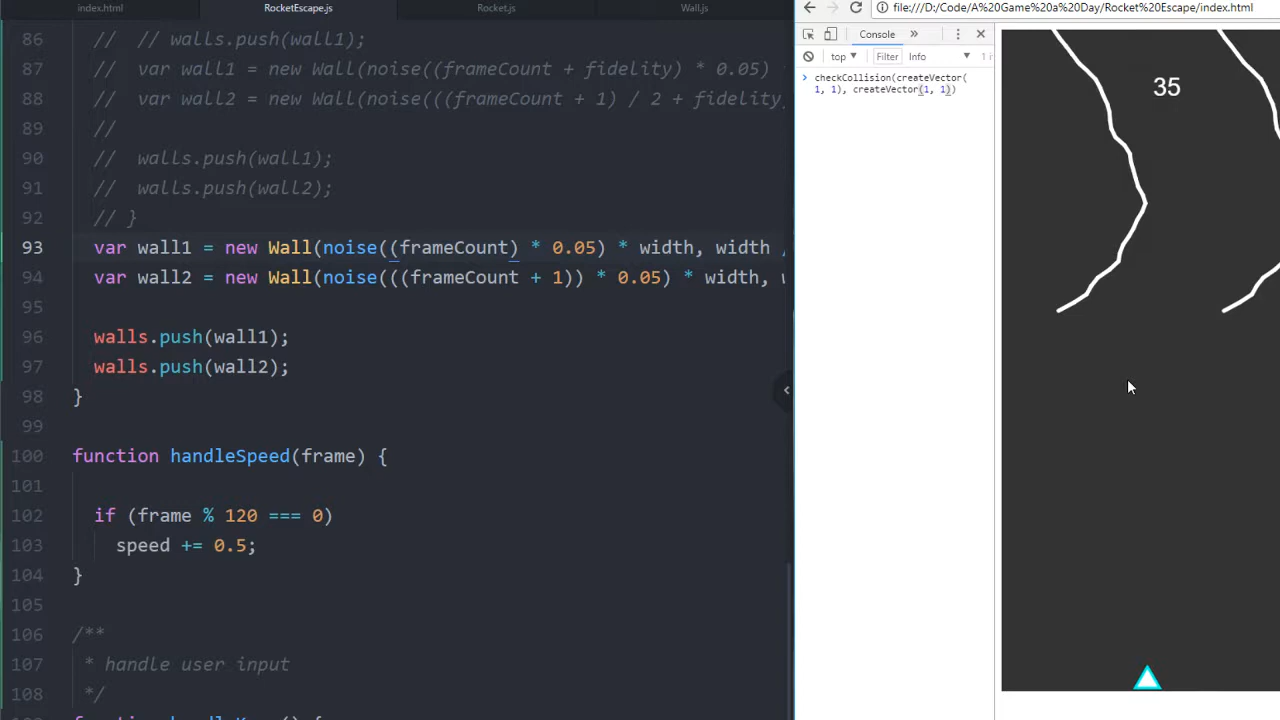 index.html
RocketEscape.js
Rocket.js
Wall.js
86 // // walls.push(wall1);
87 // var wall1 = new Wall(noise((frameCount + fidelity) * 0.05)
88 // var wall2 = new Wall(noise(((frameCount + 1) / 2 + fidelity
89 //
90 // walls.push(wall1);
91 // walls.push(wall2);
92 // }
93 var wall1 = new Wall(noise((frameCount) * 0.05) * width, width /
94 var wall2 = new Wall(noise(((frameCount + 1)) * 0.05) * width,
95
96 walls.push(wall1);
97 walls.push(wall2);
98 }
99
100 function handleSpeed(frame) {
101
102 if (frame % 120 === 0)
103 speed += 0.5;
104 }
105
106 /**
107 * handle user input
108 */
file:///D:/Code/A%20Game%20a%20Day/Rocket%20Escape/index.html
Console »
top ▼ Filter Info ▼
> checkCollision(createVector(
1, 1), createVector(1, 1))
35